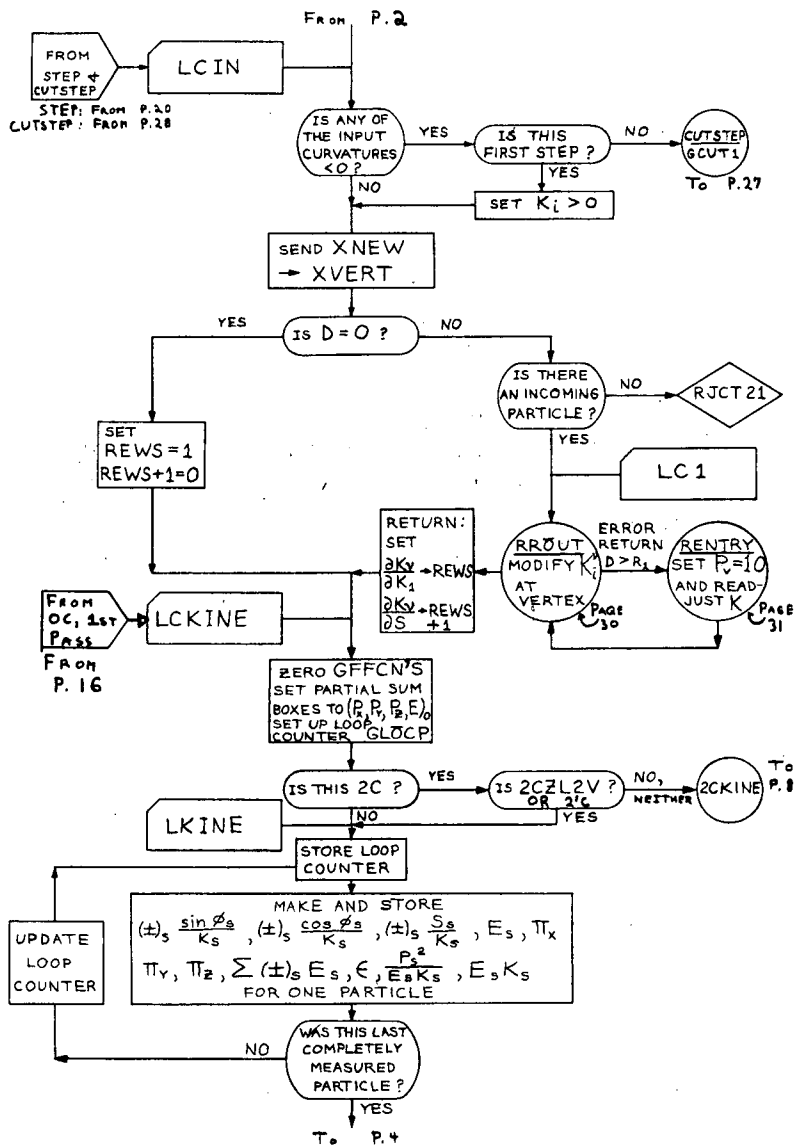 FROM P.2
FROM
STEP &
CUTSTEP
LCIN
STEP: FROM P.20
CUTSTEP: FROM P.28
IS ANY OF
THE INPUT
CURVATURES
<0?
YES
IS THIS
FIRST STEP?
NO
CUTSTEP
GCUT1
TO P.27
YES
NO
SET Ki > 0
SEND XNEW
→ XVERT
YES
IS D=0?
NO
IS THERE
AN INCOMING
PARTICLE?
NO
RJCT 21
YES
SET
REWS=1
REWS+1=0
LC1
RETURN:
SET
∂Kv/∂K1 → REWS
∂Kv/∂S → REWS
+1
RRŌUT
MODIFY Ki
AT
VERTEX
PAGE
30
ERROR
RETURN
D>R1
RENTRY
SET Pv=10
AND READ-
JUST K
PAGE
31
FROM
OC, 1ST
PASS
LCKINE
FROM
P. 16
ZERO GFFCN'S
SET PARTIAL SUM
BOXES TO (Px, Py, Pz, E)0
SET UP LOOP
COUNTER GLŌCP
IS THIS 2C?
YES
IS 2CZL2V?
OR 2'C
NO,
NEITHER
2CKINE
TO
P. 8
NO
YES
LKINE
STORE LOOP
COUNTER
UPDATE
LOOP
COUNTER
MAKE AND STORE
(±)s sin φs/Ks, (±)s cos φs/Ks, (±)s Ss/Ks, Es, Πx
Πy, Πz, Σ (±)s Es, ϵ, Ps²/EsKs, EsKs
FOR ONE PARTICLE
WAS THIS LAST
COMPLETELY
MEASURED
PARTICLE?
NO
YES
TO P.4